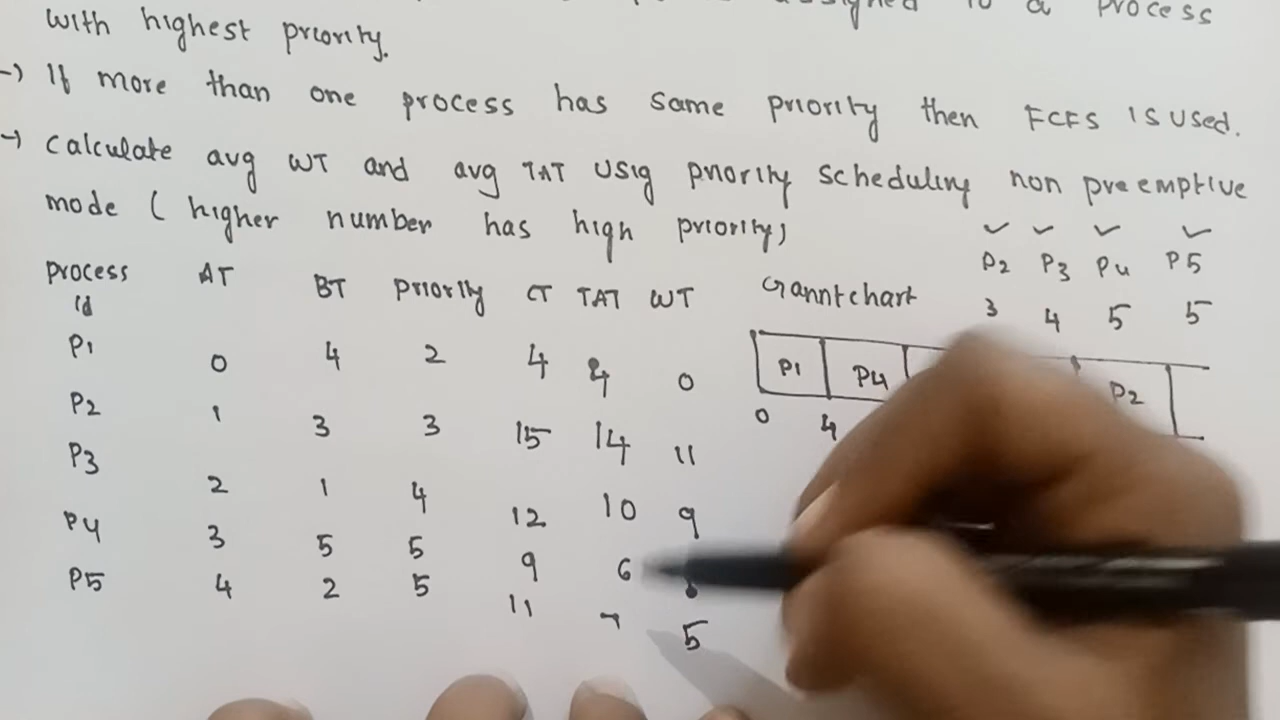 assigned to a process
with highest priority.
→ If more than one process has same priority then FCFS is used.
→ calculate avg WT and avg TAT usig priority scheduling non preemptive
mode ( higher number has high priority)
process id AT BT priority CT TAT WT
P1 0 4 2 4 4 0
P2 1 3 3 15 14 11
P3 2 1 4 12 10 9
P4 3 5 5 9 6
P5 4 2 5 11 7 5
Ganntchart
✓ ✓ ✓ ✓
P2 P3 P4 P5
3 4 5 5
P1 P4 P2
0 4